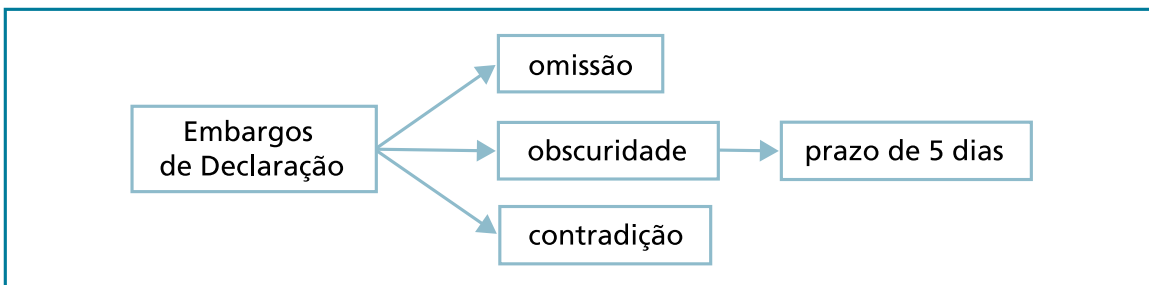 omissão
Embargos
de Declaração
obscuridade
prazo de 5 dias
contradição